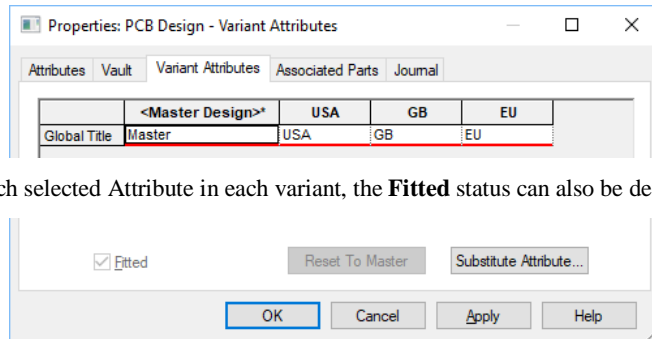 Properties: PCB Design - Variant Attributes
Attributes Vault Variant Attributes Associated Parts Journal
<Master Design>* USA GB EU
Global Title Master USA GB EU
ch selected Attribute in each variant, the Fitted status can also be de
Fitted Reset To Master Substitute Attribute...
OK Cancel Apply Help